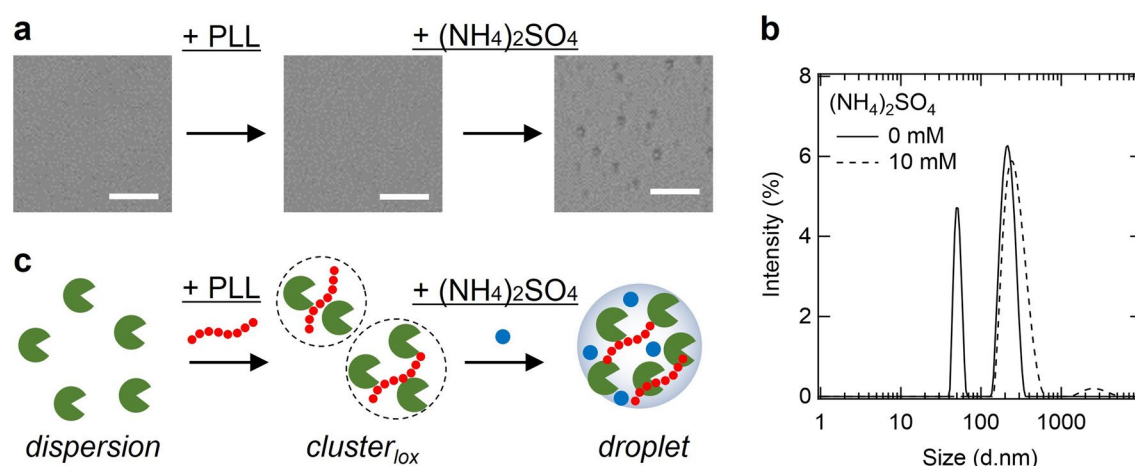 a
+ PLL
+ (NH₄)₂SO₄
b
8
6
4
2
0
Intensity (%)
(NH₄)₂SO₄
0 mM
10 mM
1
10
100
1000
Size (d.nm)
c
+ PLL
+ (NH₄)₂SO₄
dispersion
cluster_lox
droplet